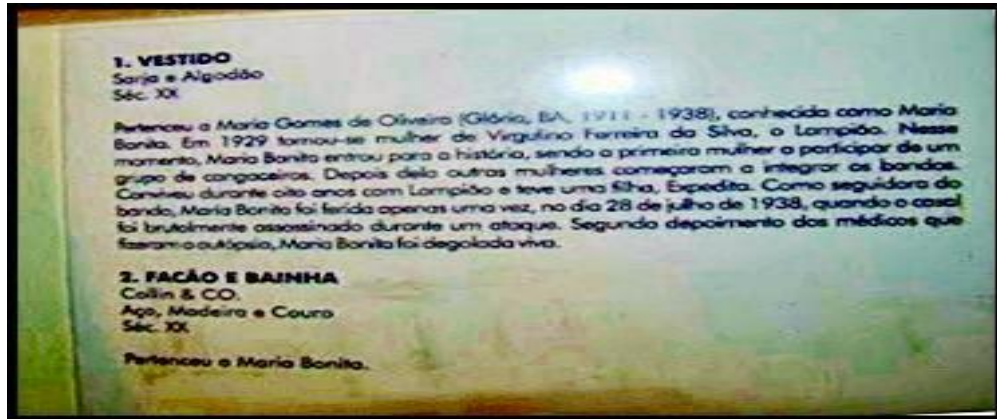 1. VESTIDO
Sarja e Algodão
Séc. XX
Pertenceu a Maria Gomes de Oliveira (Glória, BA, 1911 - 1938), conhecida como Maria
Bonita. Em 1929 tornou-se mulher de Virgulino Ferreira da Silva, o Lampião. Nesse
momento, Maria Bonita entrou para a história, sendo a primeira mulher a participar de um
grupo de cangaceiros. Depois dela outras mulheres começaram a integrar os bandos.
Conviveu durante oito anos com Lampião e teve uma filha, Expedita. Como seguidora do
bando, Maria Bonita foi ferida apenas uma vez, no dia 28 de julho de 1938, quando o casal
foi brutalmente assassinado durante um ataque. Segundo depoimento dos médicos que
fizeram a autópsia, Maria Bonita foi degolada viva.
2. FACÃO E BAINHA
Collin & CO.
Aço, Madeira e Couro
Séc. XX
Pertenceu a Maria Bonita.